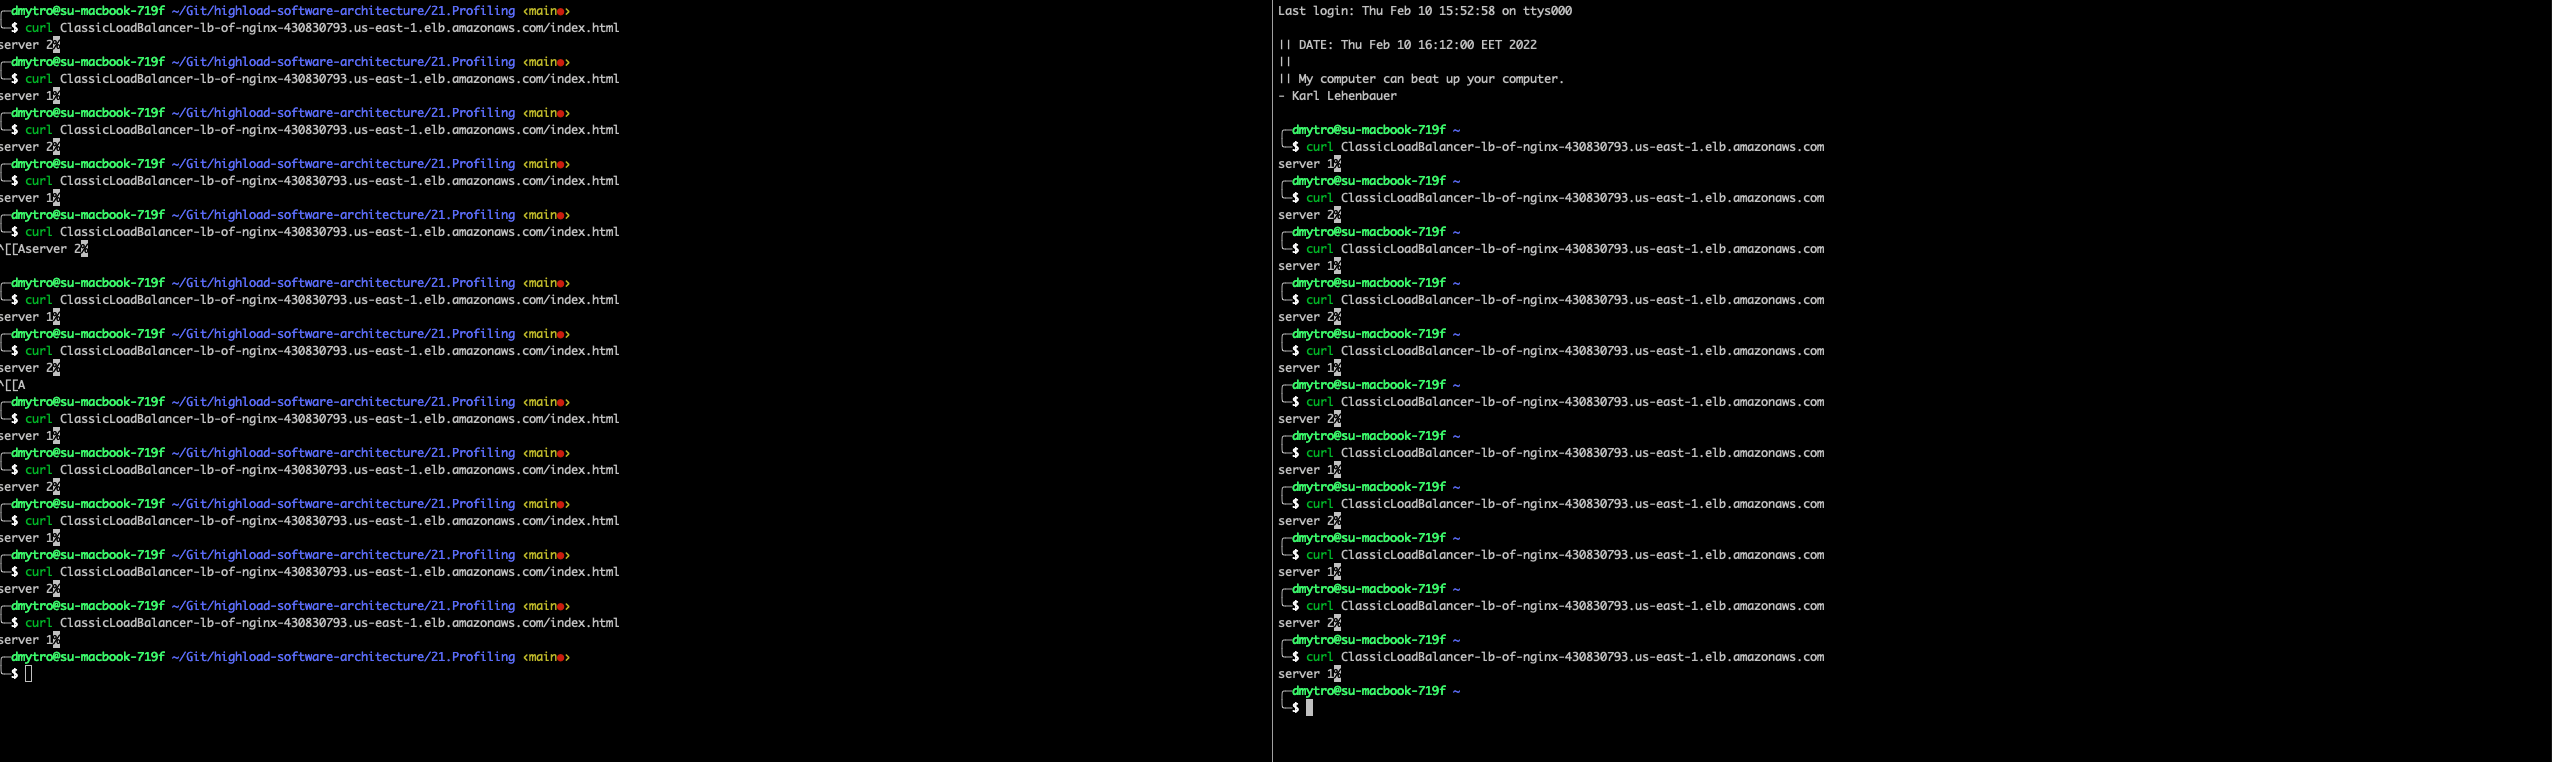 ╭─dmytro@su-macbook-719f ~/Git/highload-software-architecture/21.Profiling ‹main●›
╰─$ curl ClassicLoadBalancer-lb-of-nginx-430830793.us-east-1.elb.amazonaws.com/index.html
server 2%
╭─dmytro@su-macbook-719f ~/Git/highload-software-architecture/21.Profiling ‹main●›
╰─$ curl ClassicLoadBalancer-lb-of-nginx-430830793.us-east-1.elb.amazonaws.com/index.html
server 1%
╭─dmytro@su-macbook-719f ~/Git/highload-software-architecture/21.Profiling ‹main●›
╰─$ curl ClassicLoadBalancer-lb-of-nginx-430830793.us-east-1.elb.amazonaws.com/index.html
server 2%
╭─dmytro@su-macbook-719f ~/Git/highload-software-architecture/21.Profiling ‹main●›
╰─$ curl ClassicLoadBalancer-lb-of-nginx-430830793.us-east-1.elb.amazonaws.com/index.html
server 1%
╭─dmytro@su-macbook-719f ~/Git/highload-software-architecture/21.Profiling ‹main●›
╰─$ curl ClassicLoadBalancer-lb-of-nginx-430830793.us-east-1.elb.amazonaws.com/index.html
^[[Aserver 2%
╭─dmytro@su-macbook-719f ~/Git/highload-software-architecture/21.Profiling ‹main●›
╰─$ curl ClassicLoadBalancer-lb-of-nginx-430830793.us-east-1.elb.amazonaws.com/index.html
server 1%
╭─dmytro@su-macbook-719f ~/Git/highload-software-architecture/21.Profiling ‹main●›
╰─$ curl ClassicLoadBalancer-lb-of-nginx-430830793.us-east-1.elb.amazonaws.com/index.html
server 2%
^[[A
╭─dmytro@su-macbook-719f ~/Git/highload-software-architecture/21.Profiling ‹main●›
╰─$ curl ClassicLoadBalancer-lb-of-nginx-430830793.us-east-1.elb.amazonaws.com/index.html
server 1%
╭─dmytro@su-macbook-719f ~/Git/highload-software-architecture/21.Profiling ‹main●›
╰─$ curl ClassicLoadBalancer-lb-of-nginx-430830793.us-east-1.elb.amazonaws.com/index.html
server 2%
╭─dmytro@su-macbook-719f ~/Git/highload-software-architecture/21.Profiling ‹main●›
╰─$ curl ClassicLoadBalancer-lb-of-nginx-430830793.us-east-1.elb.amazonaws.com/index.html
server 1%
╭─dmytro@su-macbook-719f ~/Git/highload-software-architecture/21.Profiling ‹main●›
╰─$ curl ClassicLoadBalancer-lb-of-nginx-430830793.us-east-1.elb.amazonaws.com/index.html
server 2%
╭─dmytro@su-macbook-719f ~/Git/highload-software-architecture/21.Profiling ‹main●›
╰─$ curl ClassicLoadBalancer-lb-of-nginx-430830793.us-east-1.elb.amazonaws.com/index.html
server 1%
╭─dmytro@su-macbook-719f ~/Git/highload-software-architecture/21.Profiling ‹main●›
╰─$
Last login: Thu Feb 10 15:52:58 on ttys000
|| DATE: Thu Feb 10 16:12:00 EET 2022
||
|| My computer can beat up your computer.
- Karl Lehenbauer
╭─dmytro@su-macbook-719f ~
╰─$ curl ClassicLoadBalancer-lb-of-nginx-430830793.us-east-1.elb.amazonaws.com
server 1%
╭─dmytro@su-macbook-719f ~
╰─$ curl ClassicLoadBalancer-lb-of-nginx-430830793.us-east-1.elb.amazonaws.com
server 2%
╭─dmytro@su-macbook-719f ~
╰─$ curl ClassicLoadBalancer-lb-of-nginx-430830793.us-east-1.elb.amazonaws.com
server 1%
╭─dmytro@su-macbook-719f ~
╰─$ curl ClassicLoadBalancer-lb-of-nginx-430830793.us-east-1.elb.amazonaws.com
server 2%
╭─dmytro@su-macbook-719f ~
╰─$ curl ClassicLoadBalancer-lb-of-nginx-430830793.us-east-1.elb.amazonaws.com
server 1%
╭─dmytro@su-macbook-719f ~
╰─$ curl ClassicLoadBalancer-lb-of-nginx-430830793.us-east-1.elb.amazonaws.com
server 2%
╭─dmytro@su-macbook-719f ~
╰─$ curl ClassicLoadBalancer-lb-of-nginx-430830793.us-east-1.elb.amazonaws.com
server 1%
╭─dmytro@su-macbook-719f ~
╰─$ curl ClassicLoadBalancer-lb-of-nginx-430830793.us-east-1.elb.amazonaws.com
server 2%
╭─dmytro@su-macbook-719f ~
╰─$ curl ClassicLoadBalancer-lb-of-nginx-430830793.us-east-1.elb.amazonaws.com
server 1%
╭─dmytro@su-macbook-719f ~
╰─$ curl ClassicLoadBalancer-lb-of-nginx-430830793.us-east-1.elb.amazonaws.com
server 2%
╭─dmytro@su-macbook-719f ~
╰─$ curl ClassicLoadBalancer-lb-of-nginx-430830793.us-east-1.elb.amazonaws.com
server 1%
╭─dmytro@su-macbook-719f ~
╰─$